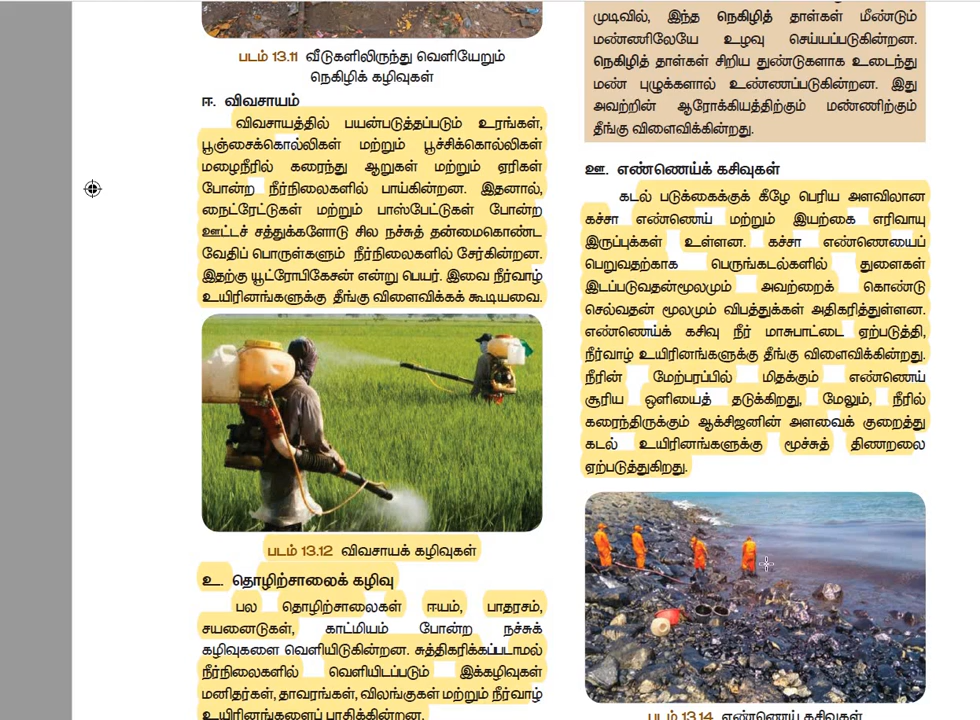 படம் 13.11 வீடுகளிலிருந்து வெளியேறும்
நெகிழிக் கழிவுகள்
ஈ. விவசாயம்
விவசாயத்தில் பயன்படுத்தப்படும் உரங்கள்,
பூஞ்சைக்கொல்லிகள் மற்றும் பூச்சிக்கொல்லிகள்
மழைநீரில் கரைந்து ஆறுகள் மற்றும் ஏரிகள்
போன்ற நீர்நிலைகளில் பாய்கின்றன. இதனால்,
நைட்ரேட்டுகள் மற்றும் பாஸ்பேட்டுகள் போன்ற
ஊட்டச் சத்துக்களோடு சில நச்சுத் தன்மைகொண்ட
வேதிப் பொருள்களும் நீர்நிலைகளில் சேர்கின்றன.
இதற்கு யூட்ரோபிகேசன் என்று பெயர். இவை நீர்வாழ்
உயிரினங்களுக்கு தீங்கு விளைவிக்கக் கூடியவை.
படம் 13.12 விவசாயக் கழிவுகள்
உ. தொழிற்சாலைக் கழிவு
பல தொழிற்சாலைகள் ஈயம், பாதரசம்,
சயனைடுகள், காட்மியம் போன்ற நச்சுக்
கழிவுகளை வெளியிடுகின்றன. சுத்திகரிக்கப்படாமல்
நீர்நிலைகளில் வெளியிடப்படும் இக்கழிவுகள்
மனிதர்கள், தாவரங்கள், விலங்குகள் மற்றும் நீர்வாழ்
உயிரினங்களைப் பாதிக்கின்றன.
முடிவில், இந்த நெகிழித் தாள்கள் மீண்டும்
மண்ணிலேயே உழவு செய்யப்படுகின்றன.
நெகிழித் தாள்கள் சிறிய துண்டுகளாக உடைந்து
மண் புழுக்களால் உண்ணப்படுகின்றன. இது
அவற்றின் ஆரோக்கியத்திற்கும் மண்ணிற்கும்
தீங்கு விளைவிக்கின்றது.
ஊ. எண்ணெய்க் கசிவுகள்
கடல் படுக்கைக்குக் கீழே பெரிய அளவிலான
கச்சா எண்ணெய் மற்றும் இயற்கை எரிவாயு
இருப்புக்கள் உள்ளன. கச்சா எண்ணெயைப்
பெறுவதற்காக பெருங்கடல்களில் துளைகள்
இடப்படுவதன்மூலமும் அவற்றைக் கொண்டு
செல்வதன் மூலமும் விபத்துக்கள் அதிகரித்துள்ளன.
எண்ணெய்க் கசிவு நீர் மாசுபாட்டை ஏற்படுத்தி,
நீர்வாழ் உயிரினங்களுக்கு தீங்கு விளைவிக்கின்றது.
நீரின் மேற்பரப்பில் மிதக்கும் எண்ணெய்
சூரிய ஒளியைத் தடுக்கிறது, மேலும், நீரில்
கரைந்திருக்கும் ஆக்சிஜனின் அளவைக் குறைத்து
கடல் உயிரினங்களுக்கு மூச்சுத் திணறலை
ஏற்படுத்துகிறது.
படம் 13.14 எண்ணெய் கசிவுகள்